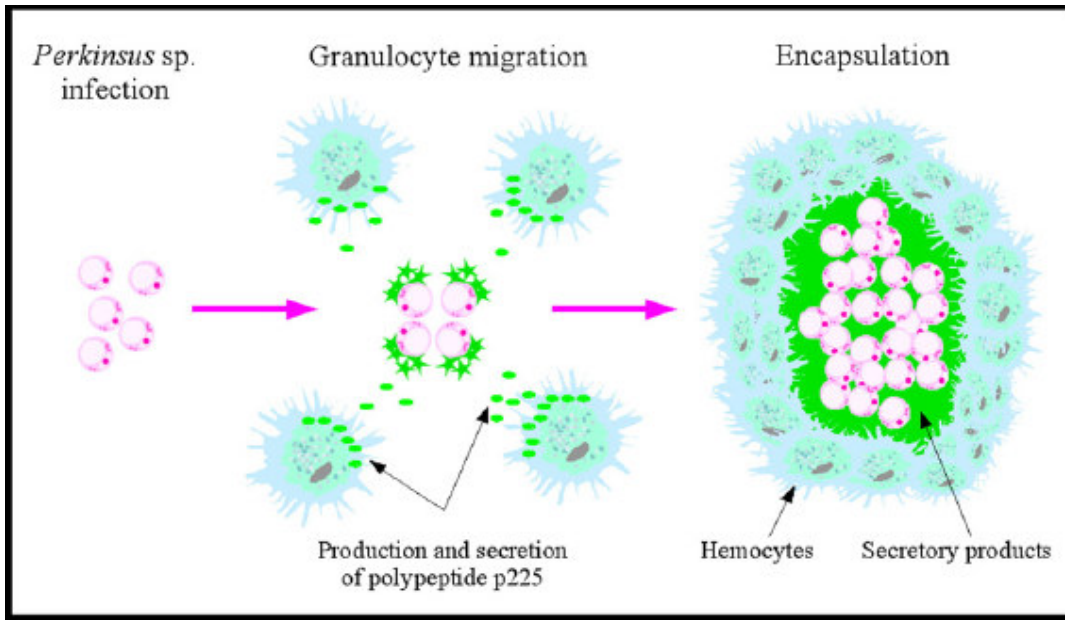 Perkinsus sp.
infection
Granulocyte migration
Encapsulation
Production and secretion
of polypeptide p225
Hemocytes
Secretory products